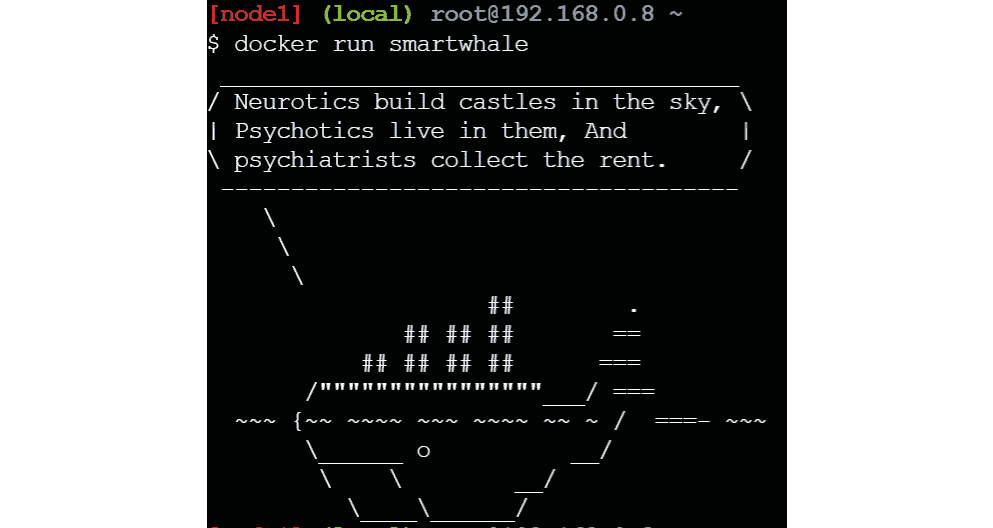 [node1] (local) root@192.168.0.8 ~
$ docker run smartwhale
 _____________________________________
/ Neurotics build castles in the sky, \
| Psychotics live in them, And        |
\ psychiatrists collect the rent.     /
 -------------------------------------
    \
     \
      \
                    ##        .
              ## ## ##       ==
           ## ## ## ##      ===
       /""""""""""""""""___/ ===
  ~~~ {~~ ~~~~ ~~~ ~~~~ ~~ ~ /  ===- ~~~
       \______ o          __/
        \    \         __/
          \____\______/